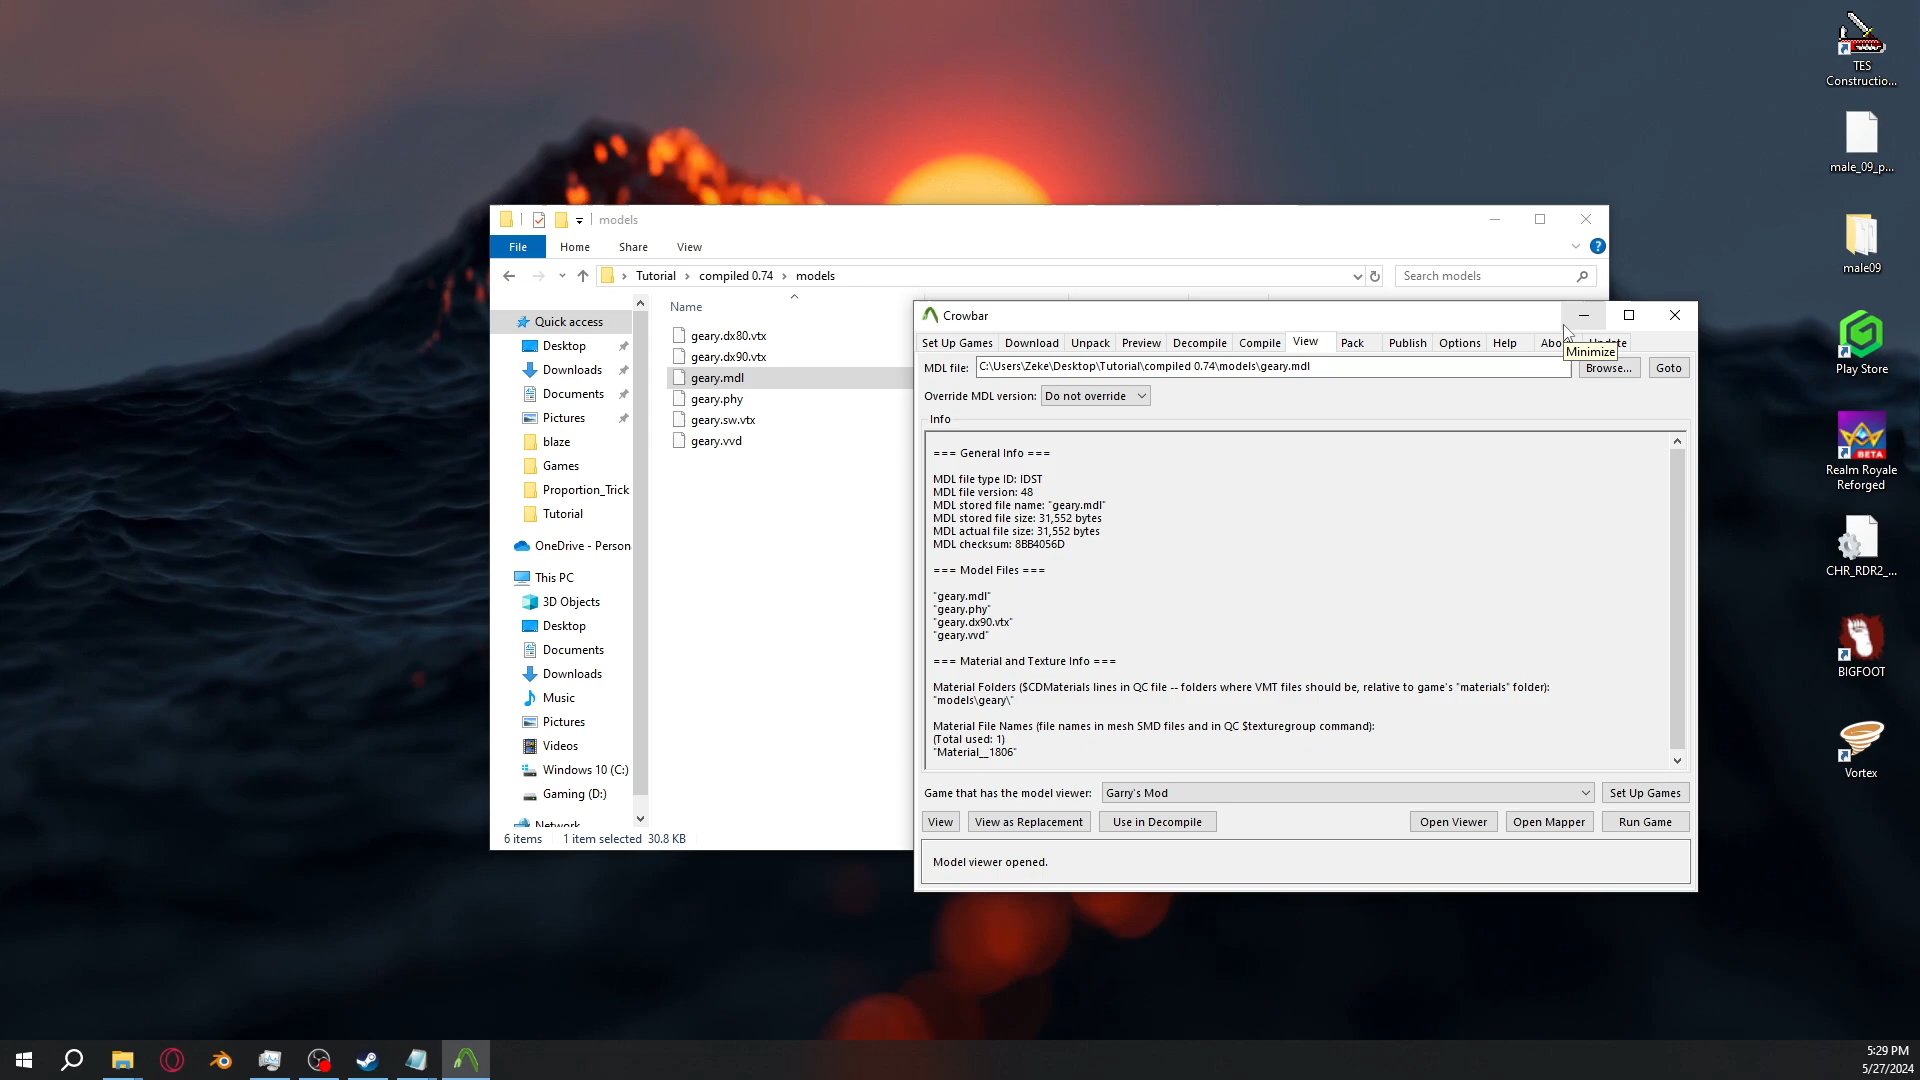 TES
Constructio...
male_09_p...
male09
Play Store
BETA
Realm Royale
Reforged
CHR_RDR2_...
BIGFOOT
Vortex
models
File
Home
Share
View
Tutorial
compiled 0.74
models
Search models
Quick access
Desktop
Downloads
Documents
Pictures
blaze
Games
Proportion_Trick
Tutorial
OneDrive - Person
This PC
3D Objects
Desktop
Documents
Downloads
Music
Pictures
Videos
Windows 10 (C:)
Gaming (D:)
Network
Name
geary.dx80.vtx
geary.dx90.vtx
geary.mdl
geary.phy
geary.sw.vtx
geary.vvd
6 items
1 item selected 30.8 KB
Crowbar
Set Up Games
Download
Unpack
Preview
Decompile
Compile
View
Pack
Publish
Options
Help
Abo
Update
Minimize
MDL file:
C:\Users\Zeke\Desktop\Tutorial\compiled 0.74\models\geary.mdl
Browse...
Goto
Override MDL version:
Do not override
Info
=== General Info ===
MDL file type ID: IDST
MDL file version: 48
MDL stored file name: "geary.mdl"
MDL stored file size: 31,552 bytes
MDL actual file size: 31,552 bytes
MDL checksum: 8BB4056D
=== Model Files ===
"geary.mdl"
"geary.phy"
"geary.dx90.vtx"
"geary.vvd"
=== Material and Texture Info ===
Material Folders ($CDMaterials lines in QC file -- folders where VMT files should be, relative to game's "materials" folder):
"models\geary\"
Material File Names (file names in mesh SMD files and in QC $texturegroup command):
(Total used: 1)
"Material__1806"
Game that has the model viewer:
Garry's Mod
Set Up Games
View
View as Replacement
Use in Decompile
Open Viewer
Open Mapper
Run Game
Model viewer opened.
5:29 PM
5/27/2024